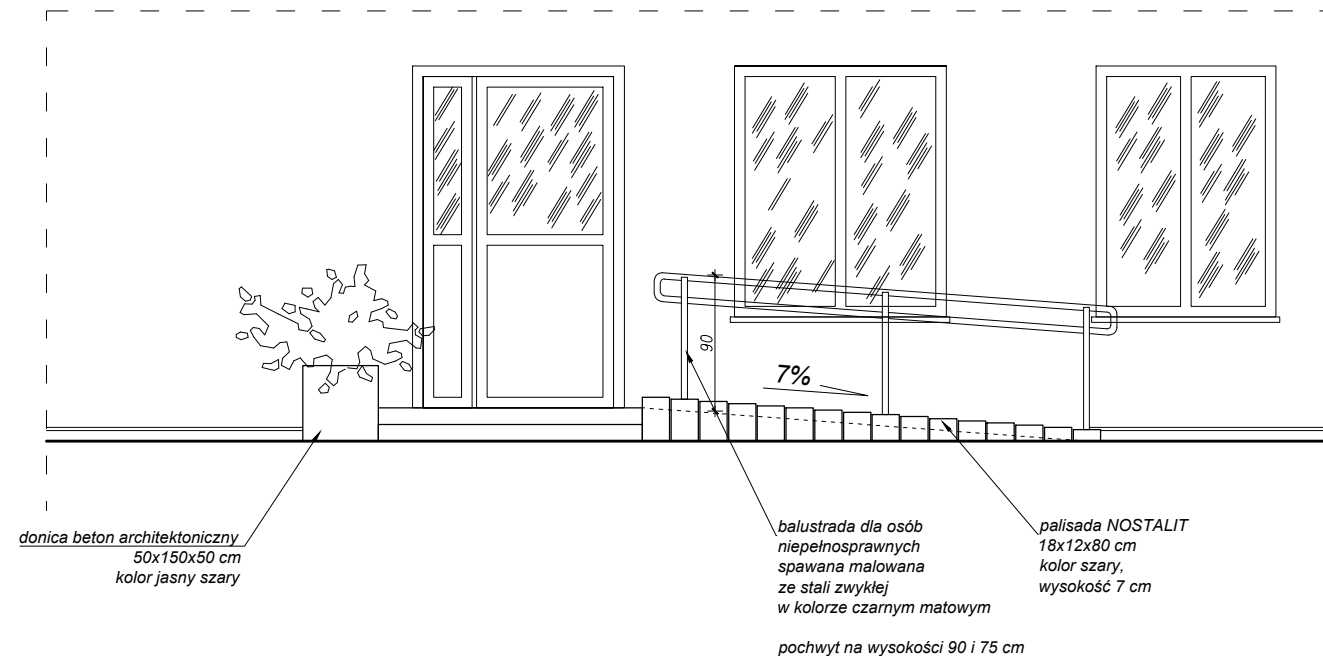 90
7%
donica beton architektoniczny
50x150x50 cm
kolor jasny szary
balustrada dla osób
niepełnosprawnych
spawana malowana
ze stali zwykłej
w kolorze czarnym matowym
pochwyt na wysokości 90 i 75 cm
palisada NOSTALIT
18x12x80 cm
kolor szary,
wysokość 7 cm